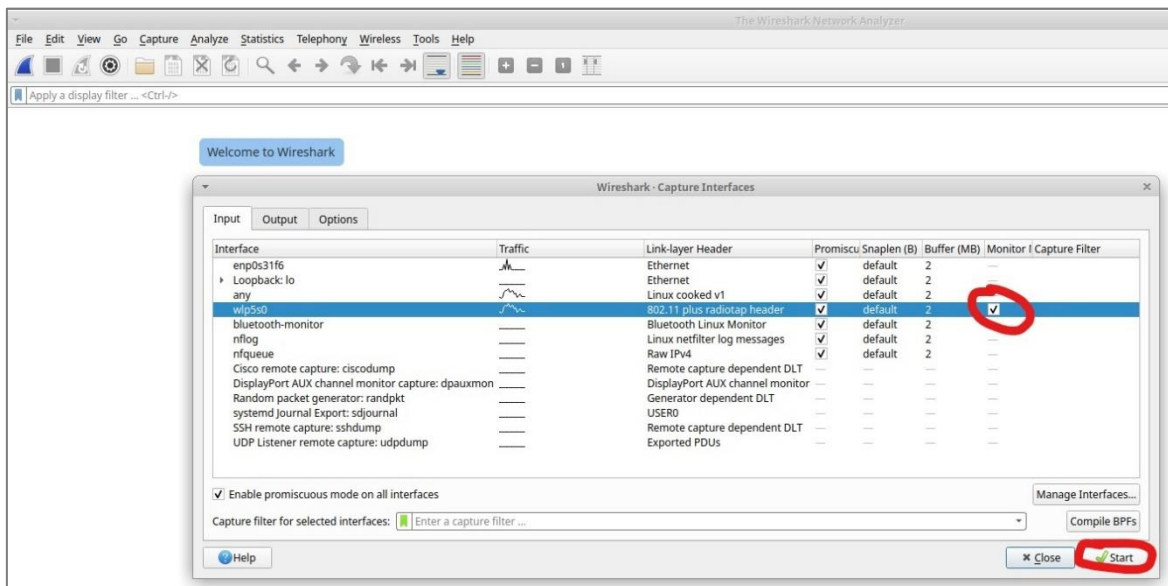 The Wireshark Network Analyzer
File Edit View Go Capture Analyze Statistics Telephony Wireless Tools Help
Apply a display filter ... <Ctrl-/>
Welcome to Wireshark
Wireshark · Capture Interfaces
Input Output Options
Interface Traffic Link-layer Header Promiscu Snaplen (B) Buffer (MB) Monitor I Capture Filter
enp0s31f6 Ethernet default 2 —
Loopback: lo Ethernet default 2 —
any Linux cooked v1 default 2 —
wlp5s0 802.11 plus radiotap header default 2
bluetooth-monitor Bluetooth Linux Monitor default 2 —
nflog Linux netfilter log messages default 2 —
nfqueue Raw IPv4 default 2 —
Cisco remote capture: ciscodump Remote capture dependent DLT — — — —
DisplayPort AUX channel monitor capture: dpauxmon DisplayPort AUX channel monitor — — — —
Random packet generator: randpkt Generator dependent DLT — — — —
systemd Journal Export: sdjournal USER0 — — — —
SSH remote capture: sshdump Remote capture dependent DLT — — — —
UDP Listener remote capture: udpdump Exported PDUs — — — —
Enable promiscuous mode on all interfaces Manage Interfaces...
Capture filter for selected interfaces: Enter a capture filter ... Compile BPFs
Help Close Start